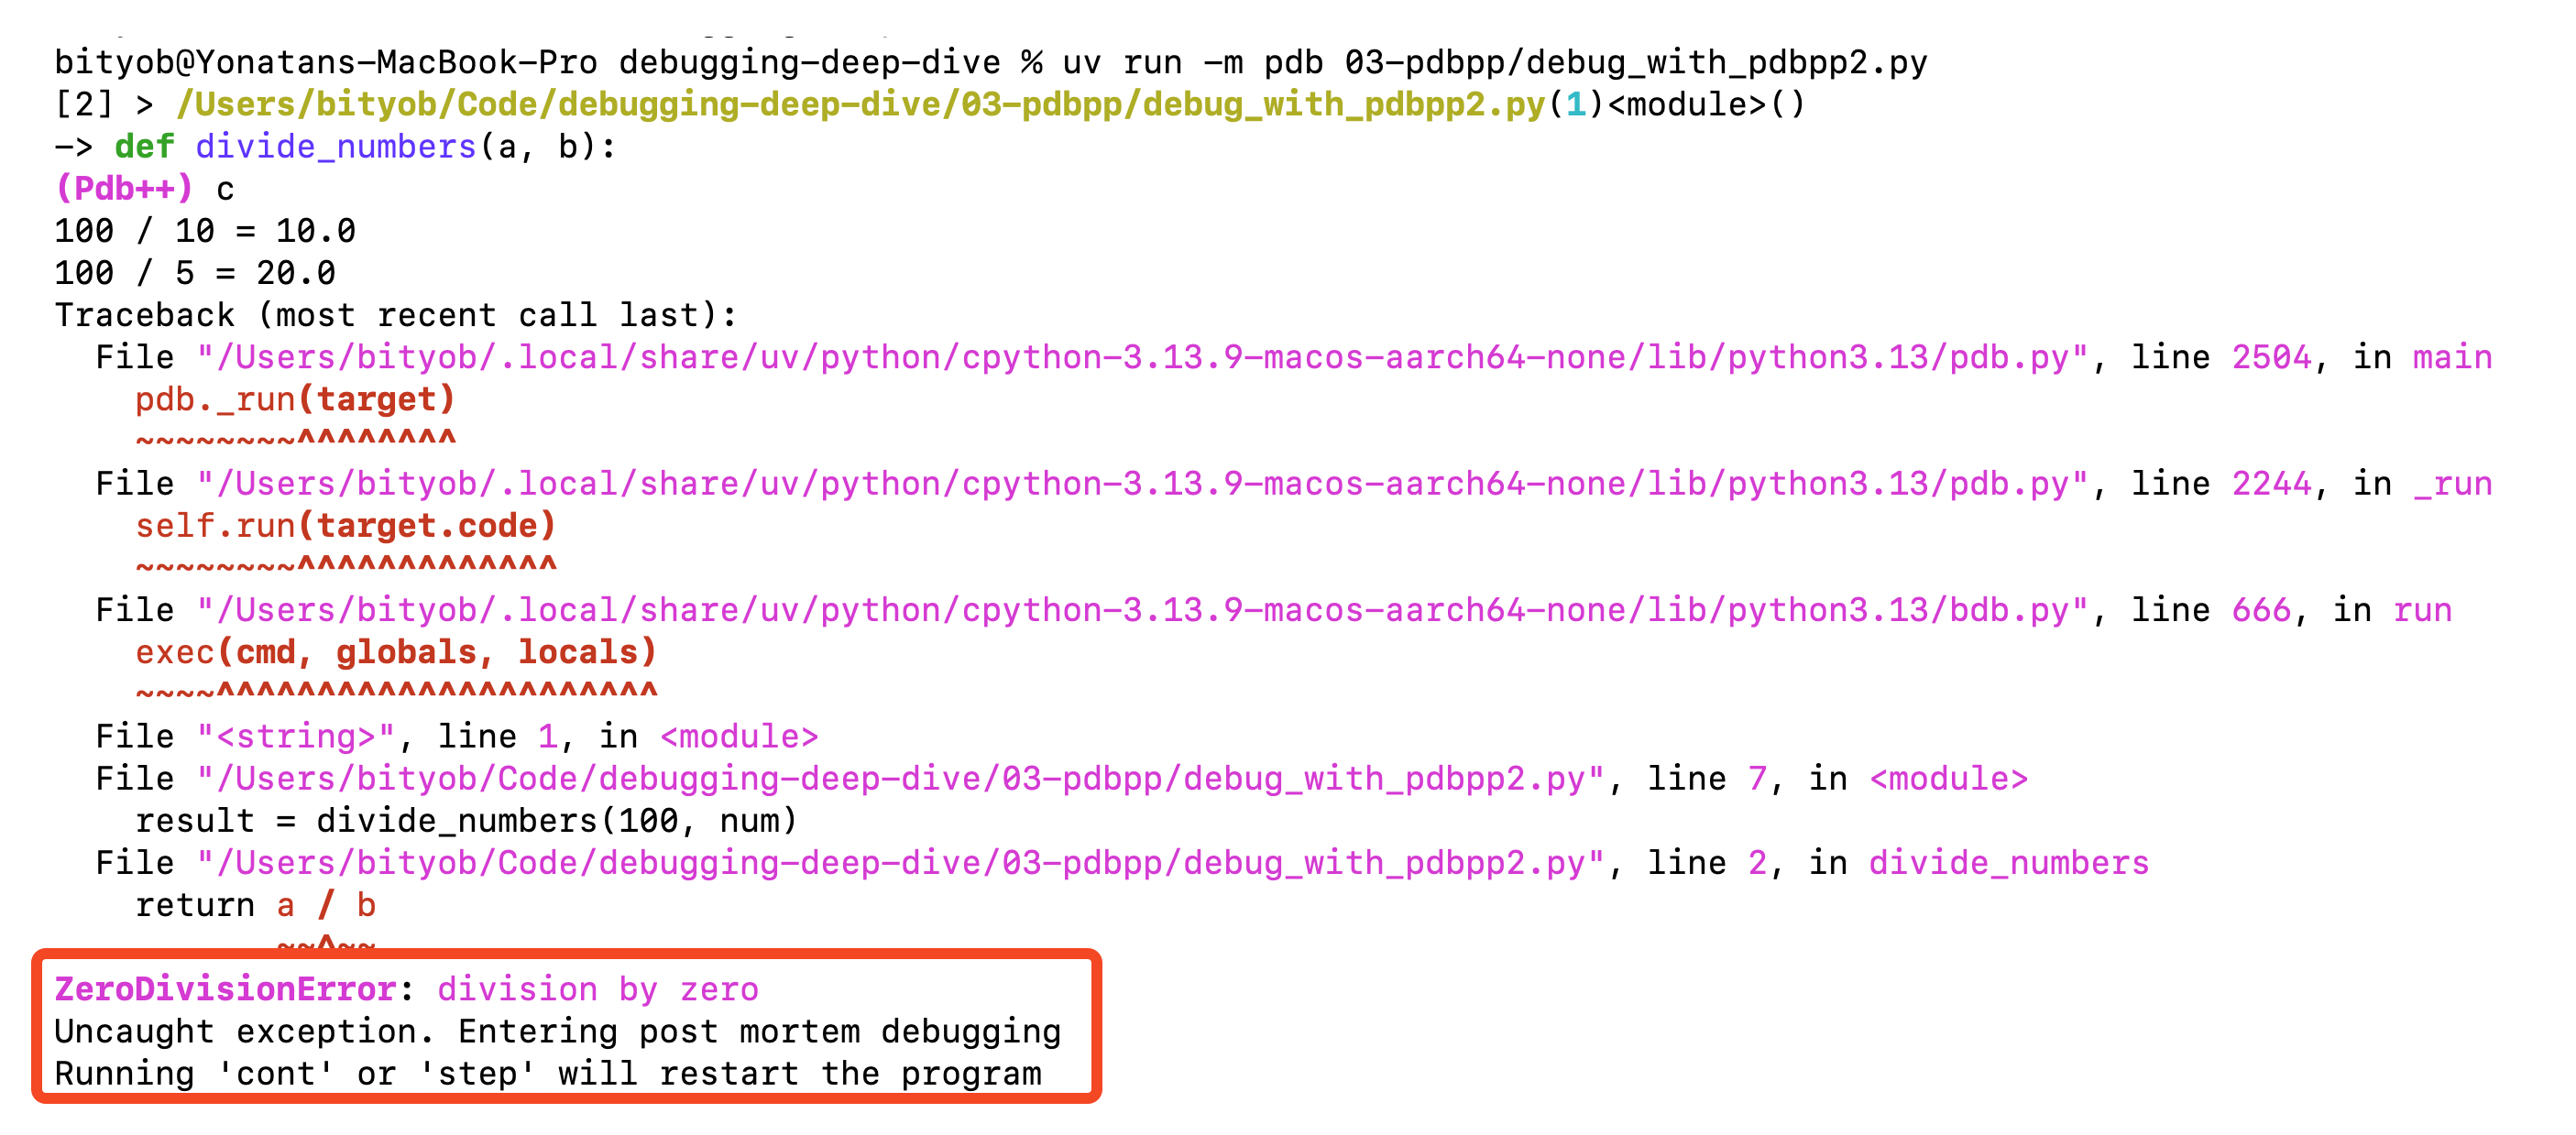 bityob@Yonatans-MacBook-Pro debugging-deep-dive % uv run -m pdb 03-pdbpp/debug_with_pdbpp2.py
[2] > /Users/bityob/Code/debugging-deep-dive/03-pdbpp/debug_with_pdbpp2.py(1)<module>()
-> def divide_numbers(a, b):
(Pdb++) c
100 / 10 = 10.0
100 / 5 = 20.0
Traceback (most recent call last):
  File "/Users/bityob/.local/share/uv/python/cpython-3.13.9-macos-aarch64-none/lib/python3.13/pdb.py", line 2504, in main
    pdb._run(target)
    ~~~~~~~~^^^^^^^^
  File "/Users/bityob/.local/share/uv/python/cpython-3.13.9-macos-aarch64-none/lib/python3.13/pdb.py", line 2244, in _run
    self.run(target.code)
    ~~~~~~~~^^^^^^^^^^^^^
  File "/Users/bityob/.local/share/uv/python/cpython-3.13.9-macos-aarch64-none/lib/python3.13/bdb.py", line 666, in run
    exec(cmd, globals, locals)
    ~~~~^^^^^^^^^^^^^^^^^^^^^^
  File "<string>", line 1, in <module>
  File "/Users/bityob/Code/debugging-deep-dive/03-pdbpp/debug_with_pdbpp2.py", line 7, in <module>
    result = divide_numbers(100, num)
  File "/Users/bityob/Code/debugging-deep-dive/03-pdbpp/debug_with_pdbpp2.py", line 2, in divide_numbers
    return a / b
           ~~^~~
ZeroDivisionError: division by zero
Uncaught exception. Entering post mortem debugging
Running 'cont' or 'step' will restart the program